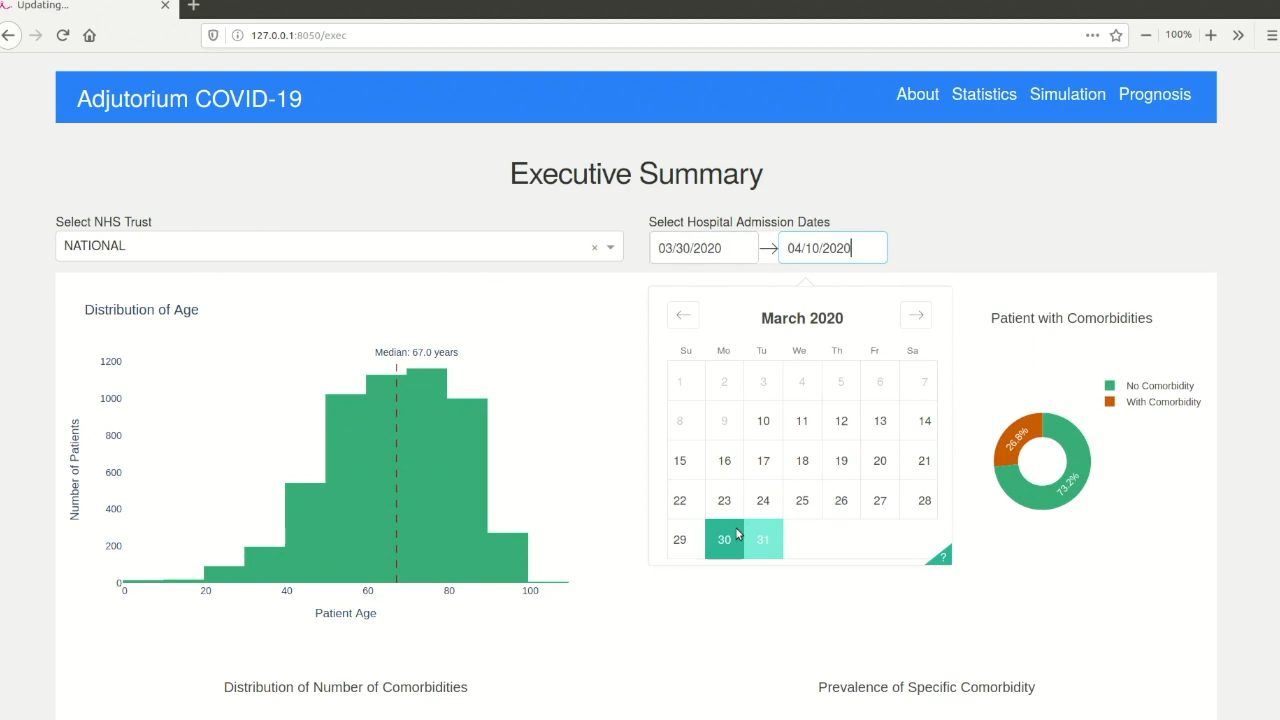 Updating...
127.0.0.1:8050/exec
100%
Adjutorium COVID-19
About Statistics Simulation Prognosis
Executive Summary
Select NHS Trust
NATIONAL
Select Hospital Admission Dates
03/30/2020 → 04/10/2020
Distribution of Age
Median: 67.0 years
1200
1000
800
600
400
200
0
Number of Patients
0 20 40 60 80 100
Patient Age
March 2020
Su Mo Tu We Th Fr Sa
1 2 3 4 5 6 7
8 9 10 11 12 13 14
15 16 17 18 19 20 21
22 23 24 25 26 27 28
29 30 31
?
Patient with Comorbidities
No Comorbidity
With Comorbidity
26.8%
73.2%
Distribution of Number of Comorbidities
Prevalence of Specific Comorbidity